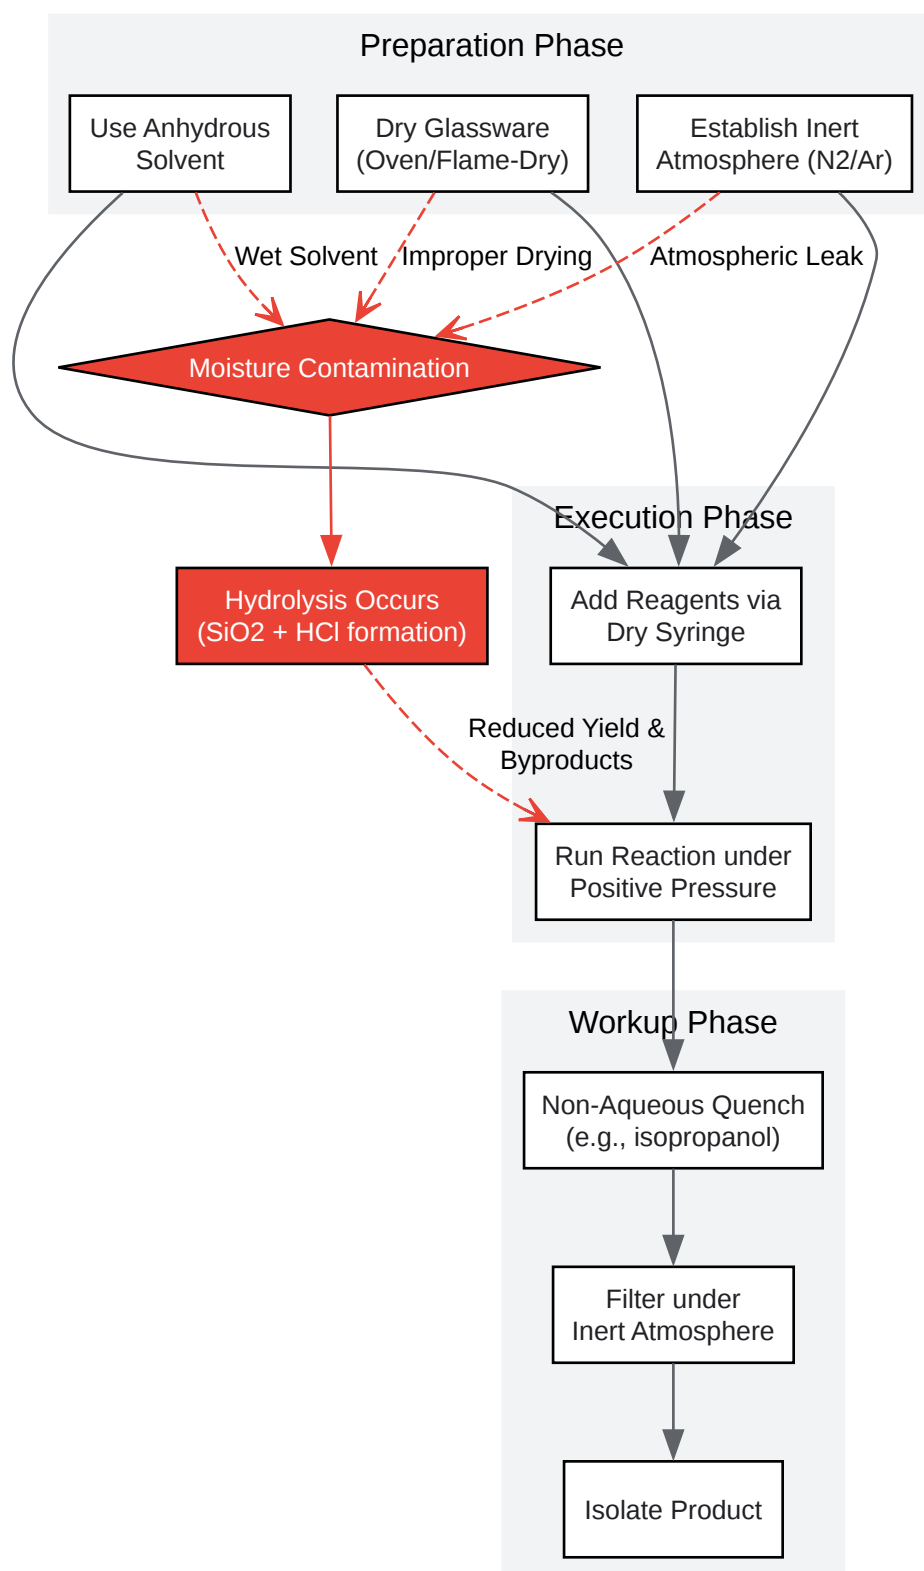 Preparation Phase
Use Anhydrous
Solvent
Dry Glassware
(Oven/Flame-Dry)
Establish Inert
Atmosphere (N2/Ar)
Wet Solvent
Improper Drying
Atmospheric Leak
Moisture Contamination
Execution Phase
Hydrolysis Occurs
(SiO2 + HCl formation)
Add Reagents via
Dry Syringe
Reduced Yield &
Byproducts
Run Reaction under
Positive Pressure
Workup Phase
Non-Aqueous Quench
(e.g., isopropanol)
Filter under
Inert Atmosphere
Isolate Product